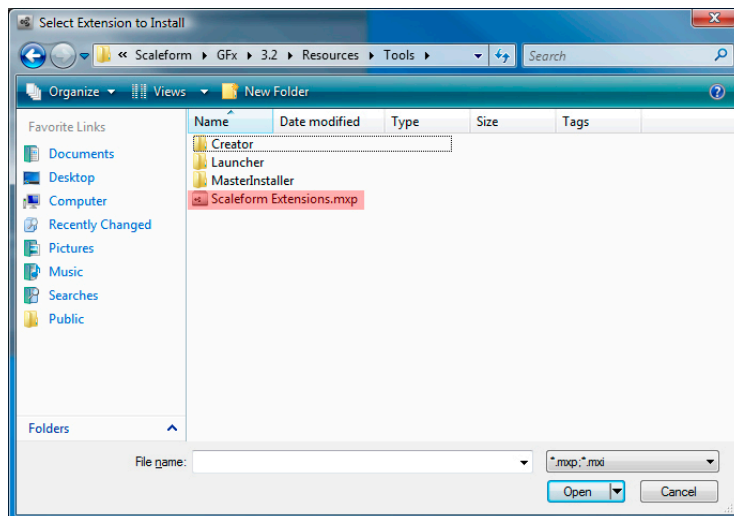 Select Extension to Install
« Scaleform GFx 3.2 Resources Tools
Search
Organize Views New Folder
Favorite Links
Documents
Desktop
Computer
Recently Changed
Pictures
Music
Searches
Public
Folders
Name Date modified Type Size Tags
Creator
Launcher
MasterInstaller
Scaleform Extensions.mxp
File name:
*.mxp;*.mxi
Open Cancel